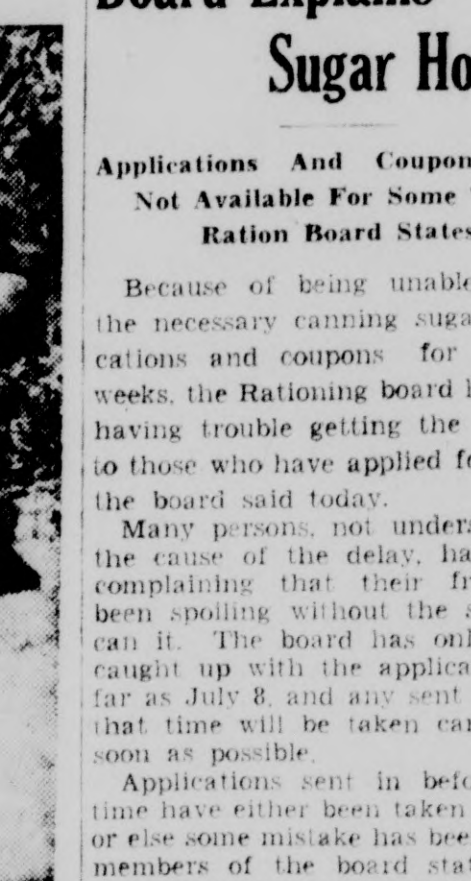 Board Explains
Sugar Ho
Applications And Coupon
Not Available For Some
Ration Board States
Because of being unable
the necessary canning suga
cations and coupons for
weeks, the Rationing board h
having trouble getting the
to those who have applied fo
the board said today.
Many persons, not unders
the cause of the delay, ha
complaining that their fr
been spoiling without the s
can it. The board has onl
caught up with the applica
far as July 8, and any sent
that time will be taken car
soon as possible.
Applications sent in befo
time have either been taken
or else some mistake has bee
members of the board stat